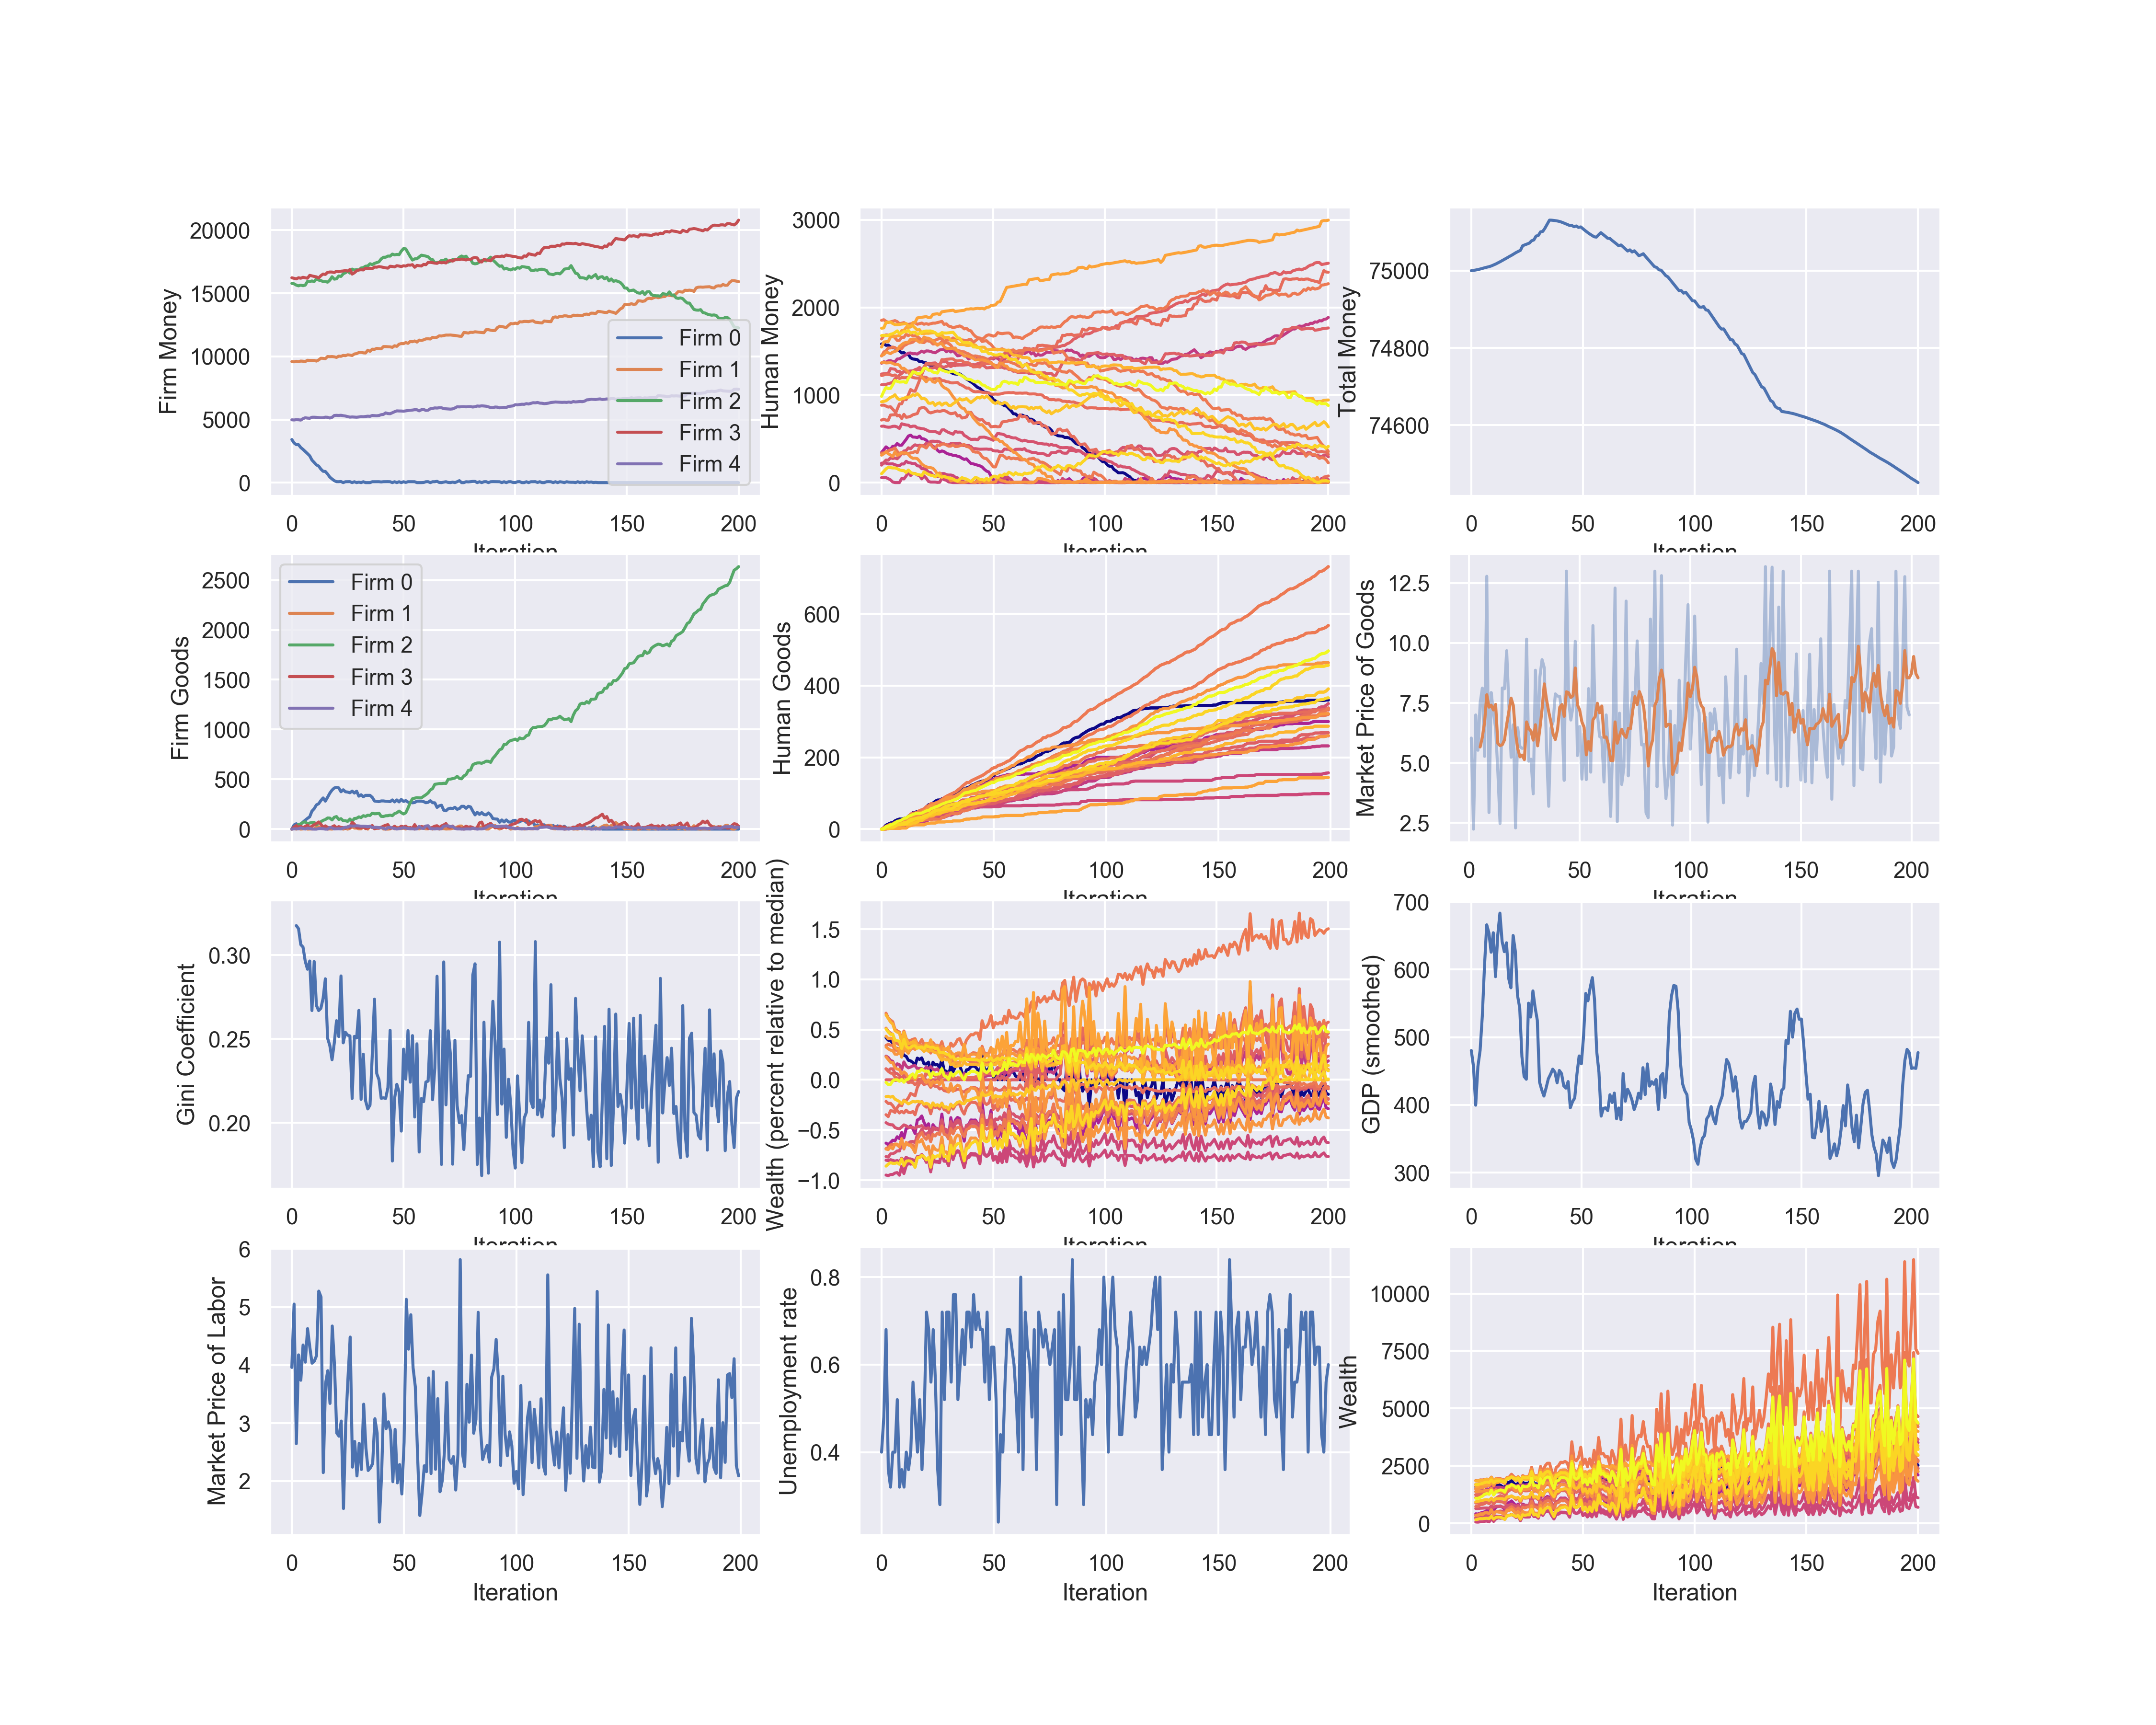 Firm Money
20000
15000
10000
5000
0
Firm 0
Firm 1
Firm 2
Firm 3
Firm 4
0 50 100 150 200
Iteration
Human Money
3000
2000
1000
0
0 50 100 150 200
Iteration
Total Money
75000
74800
74600
0 50 100 150 200
Iteration
Firm Goods
2500
2000
1500
1000
500
0
Firm 0
Firm 1
Firm 2
Firm 3
Firm 4
0 50 100 150 200
Iteration
Human Goods
600
400
200
0
0 50 100 150 200
Iteration
Market Price of Goods
12.5
10.0
7.5
5.0
2.5
0 50 100 150 200
Iteration
Gini Coefficient
0.30
0.25
0.20
0 50 100 150 200
Iteration
Wealth (percent relative to median)
1.5
1.0
0.5
0.0
−0.5
−1.0
0 50 100 150 200
Iteration
GDP (smoothed)
700
600
500
400
300
0 50 100 150 200
Iteration
Market Price of Labor
6
5
4
3
2
0 50 100 150 200
Iteration
Unemployment rate
0.8
0.6
0.4
0 50 100 150 200
Iteration
Wealth
10000
7500
5000
2500
0
0 50 100 150 200
Iteration